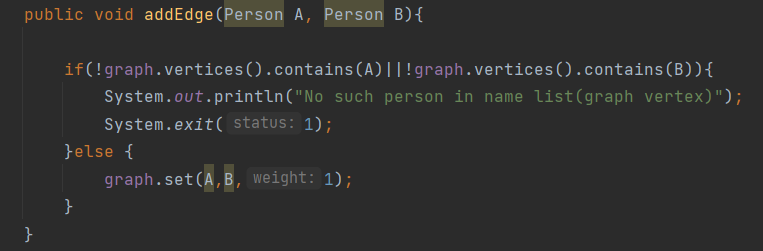 public void addEdge(Person A, Person B){
if(!graph.vertices().contains(A)||!graph.vertices().contains(B)){
System.out.println("No such person in name list(graph vertex)");
System.exit( status: 1);
}else {
graph.set(A,B, weight: 1);
}
}